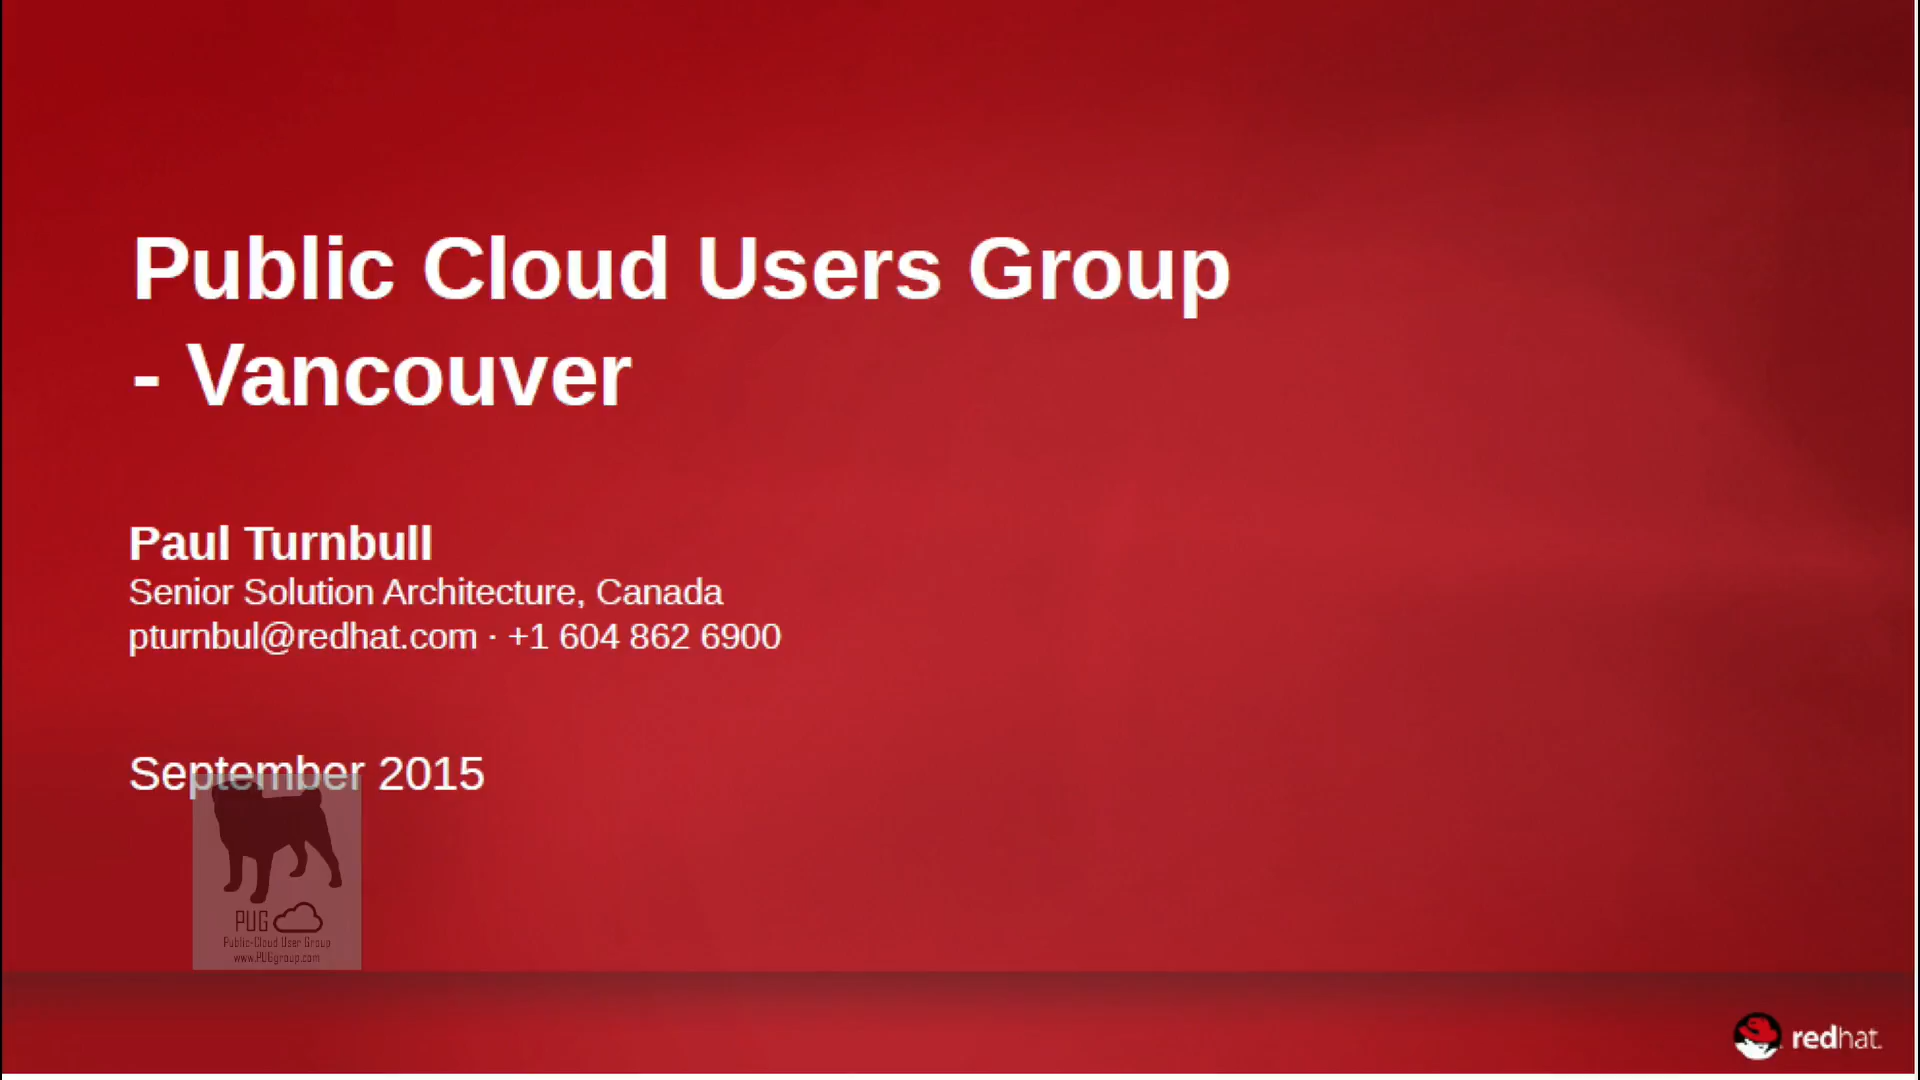 Public Cloud Users Group
- Vancouver
Paul Turnbull
Senior Solution Architecture, Canada
pturnbul@redhat.com · +1 604 862 6900
September 2015
PUG
Public-Cloud User Group
www.PUGgroup.com
redhat.